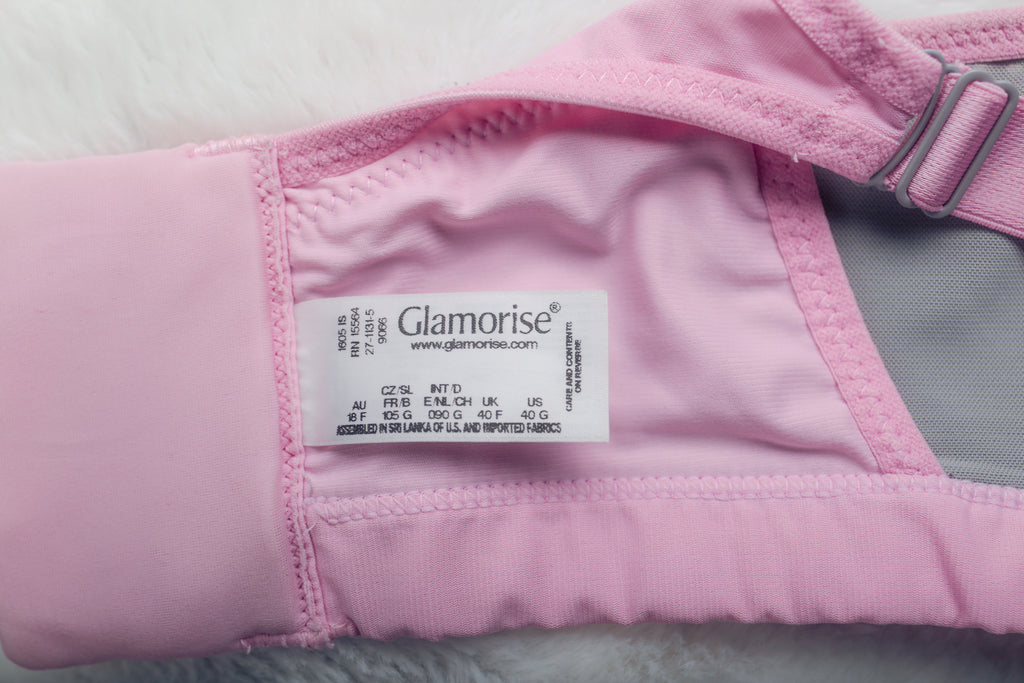 1605 IS
RN 15564
27-1131-5
9066
Glamorise®
www.glamorise.com
CARE AND CONTENTS
ON REVERSE
CZ/SL INT/D
AU FR/B E/NL/CH UK US
18 F 105 G 090 G 40 F 40 G
ASSEMBLED IN SRI LANKA OF U.S. AND IMPORTED FABRICS